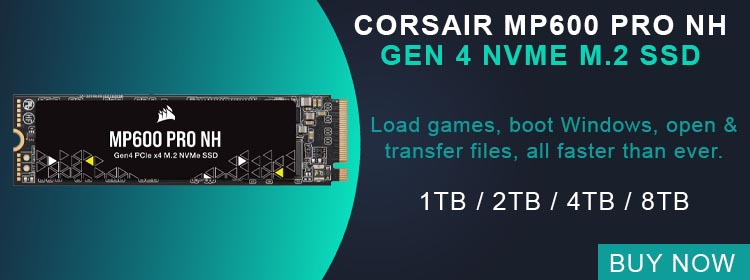 CORSAIR MP600 PRO NH
GEN 4 NVME M.2 SSD
MP600 PRO NH
Gen4 PCIe x4 M.2 NVMe SSD
Load games, boot Windows, open &
transfer files, all faster than ever.
1TB / 2TB / 4TB / 8TB
BUY NOW